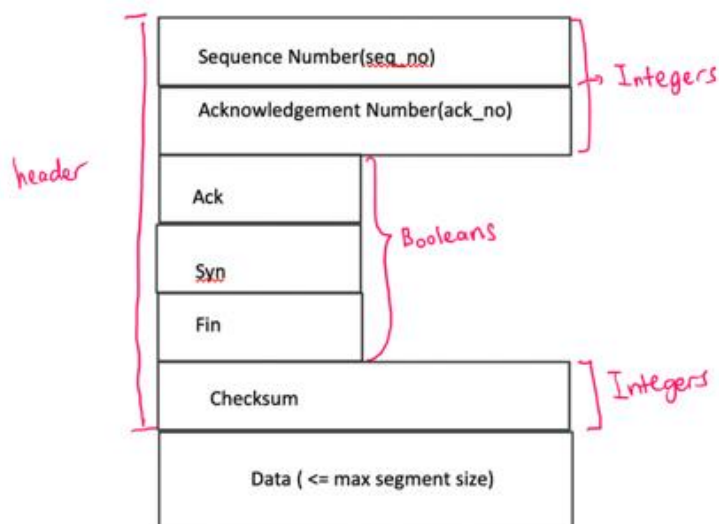 Sequence Number(seq_no)
Integers
Acknowledgement Number(ack_no)
header
Ack
Booleans
Syn
Fin
Integers
Checksum
Data ( <= max segment size)